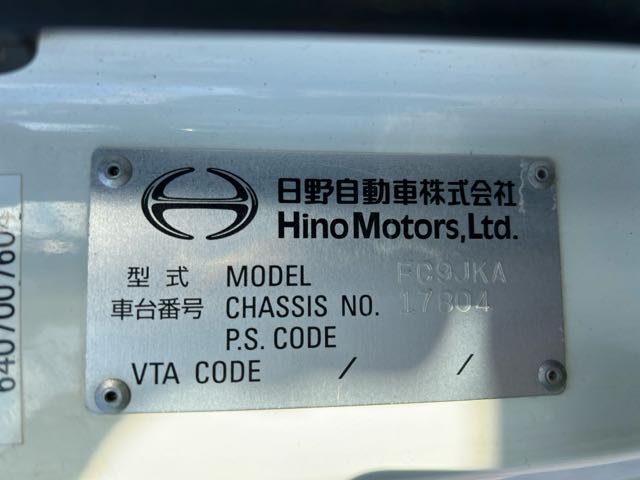 日野自動車株式会社
Hino Motors, Ltd.
型式 MODEL FC9JKA
車台番号 CHASSIS NO. 17804
P.S. CODE
VTA CODE / /